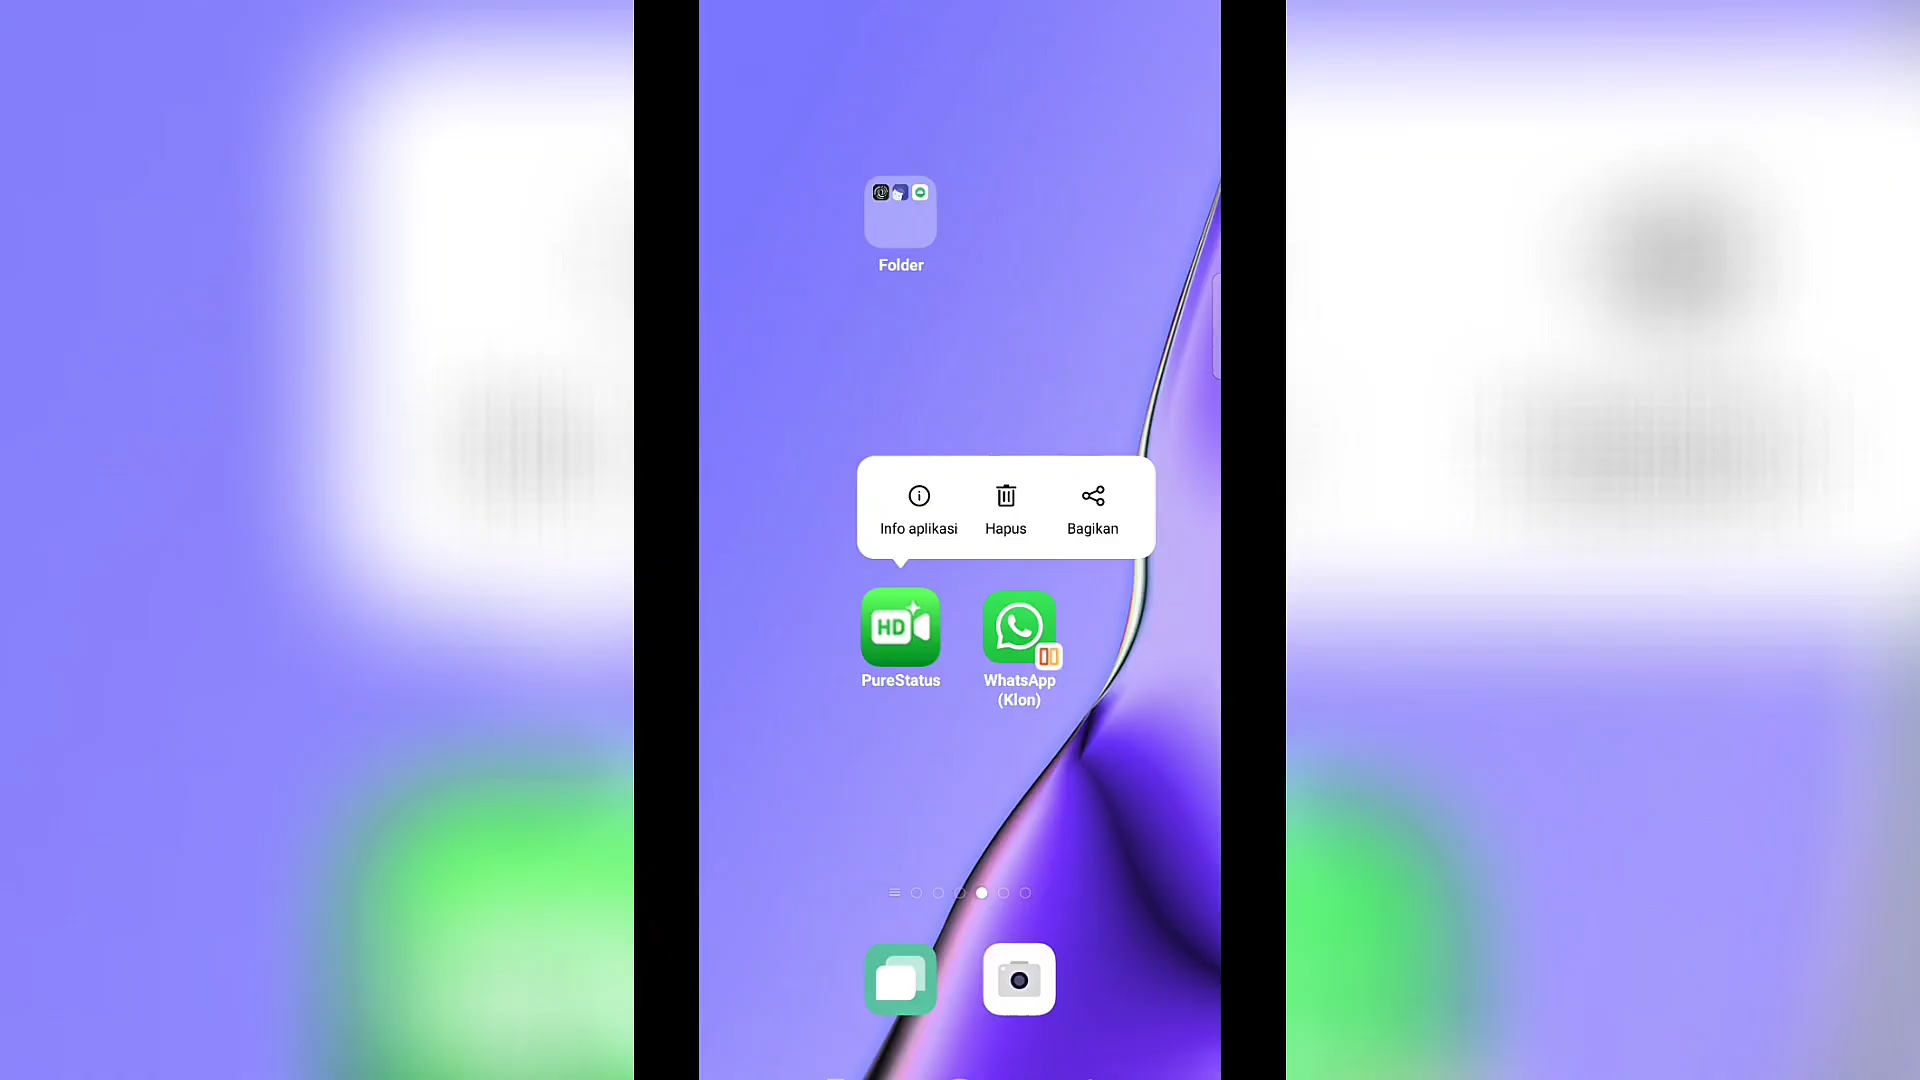 Folder
Info aplikasi
Hapus
Bagikan
HD
PureStatus
WhatsApp
(Klon)